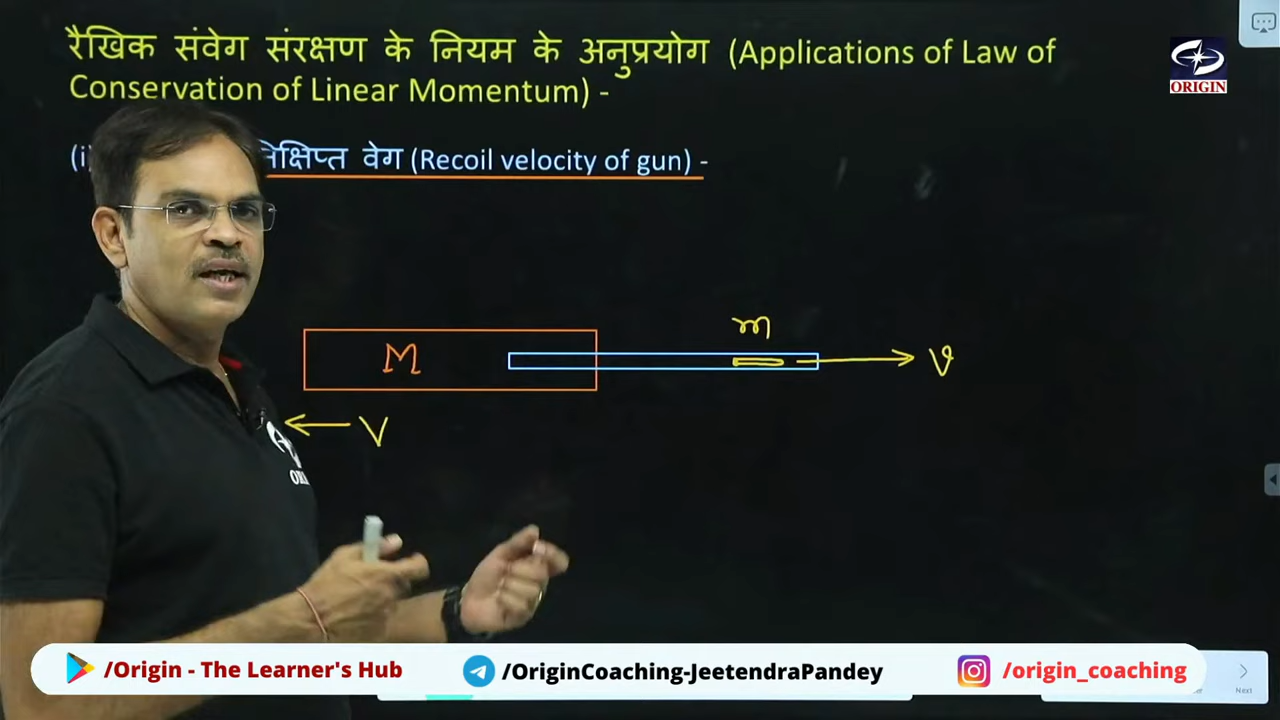 रैखिक संवेग संरक्षण के नियम के अनुप्रयोग (Applications of Law of
Conservation of Linear Momentum) -
ORIGIN
(i) निक्षिप्त वेग (Recoil velocity of gun) -
m
M
v
V
/Origin - The Learner's Hub
/OriginCoaching-JeetendraPandey
/origin_coaching
Next